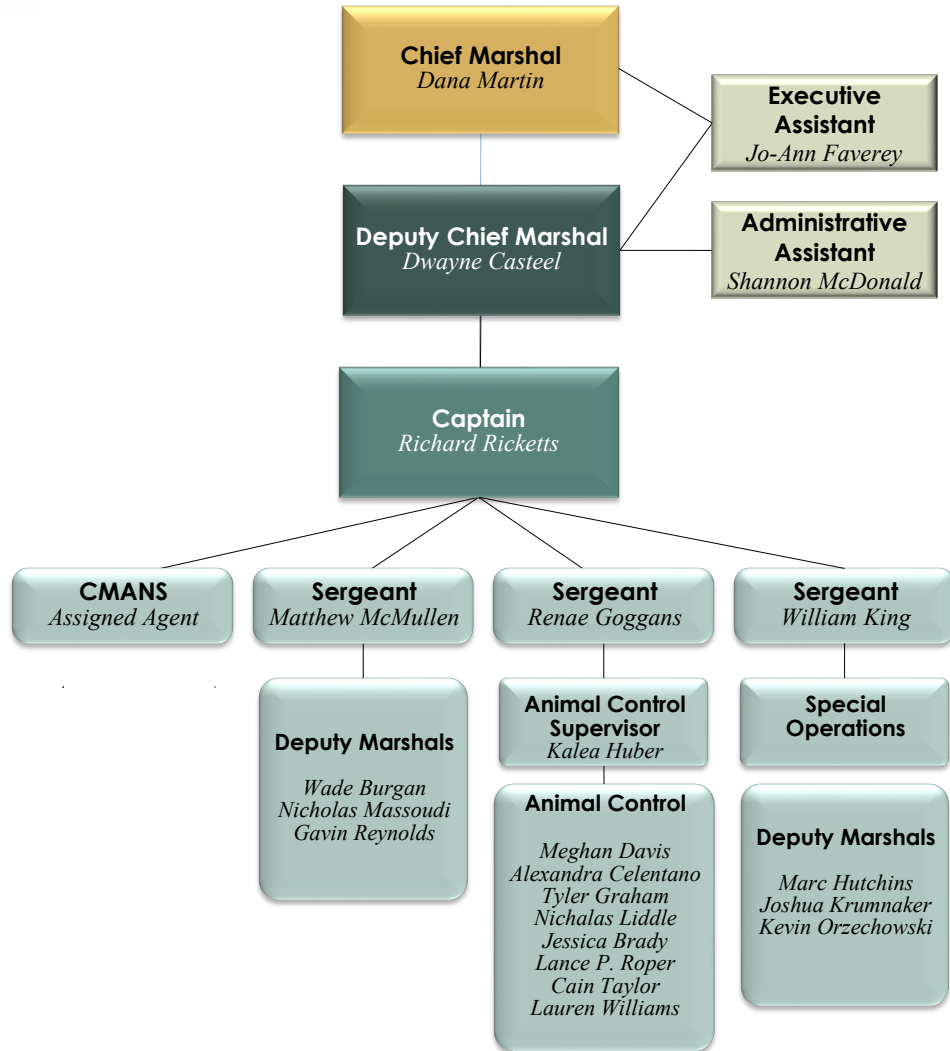 Chief Marshal
Dana Martin
Executive
Assistant
Jo-Ann Faverey
Deputy Chief Marshal
Dwayne Casteel
Administrative
Assistant
Shannon McDonald
Captain
Richard Ricketts
CMANS
Assigned Agent
Sergeant
Matthew McMullen
Sergeant
Renae Goggans
Sergeant
William King
Deputy Marshals
Wade Burgan
Nicholas Massoudi
Gavin Reynolds
Animal Control
Supervisor
Kalea Huber
Animal Control
Meghan Davis
Alexandra Celentano
Tyler Graham
Nichalas Liddle
Jessica Brady
Lance P. Roper
Cain Taylor
Lauren Williams
Special
Operations
Deputy Marshals
Marc Hutchins
Joshua Krumnaker
Kevin Orzechowski